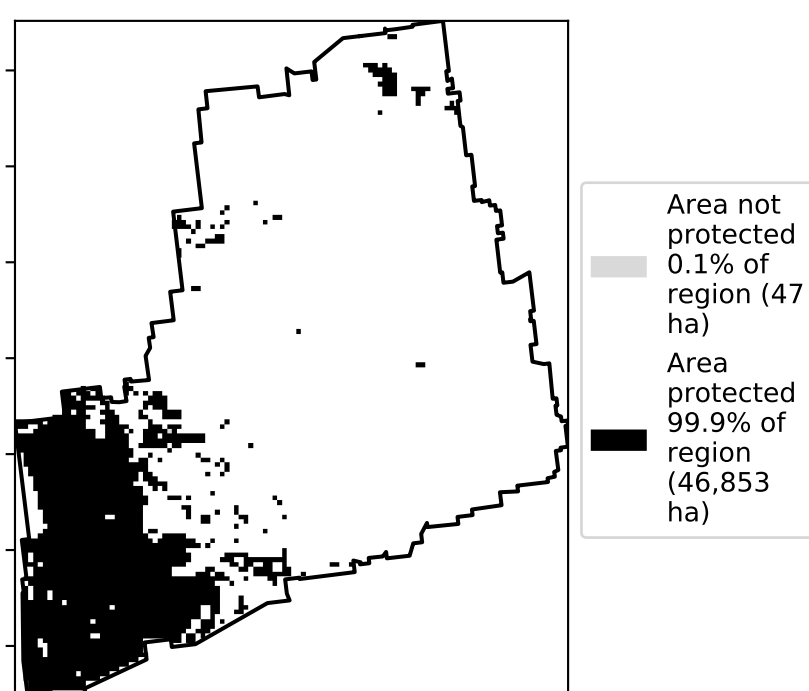 Area not
protected
0.1% of
region (47
ha)
Area
protected
99.9% of
region
(46,853
ha)